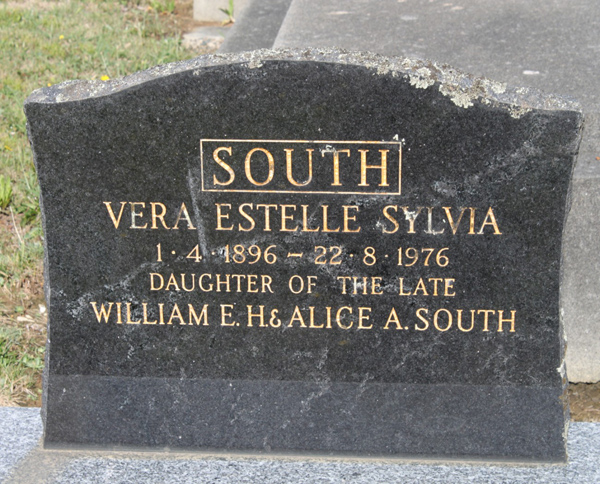 SOUTH
VERA ESTELLE SYLVIA
1·4·1896 – 22·8·1976
DAUGHTER OF THE LATE
WILLIAM E. H & ALICE A. SOUTH